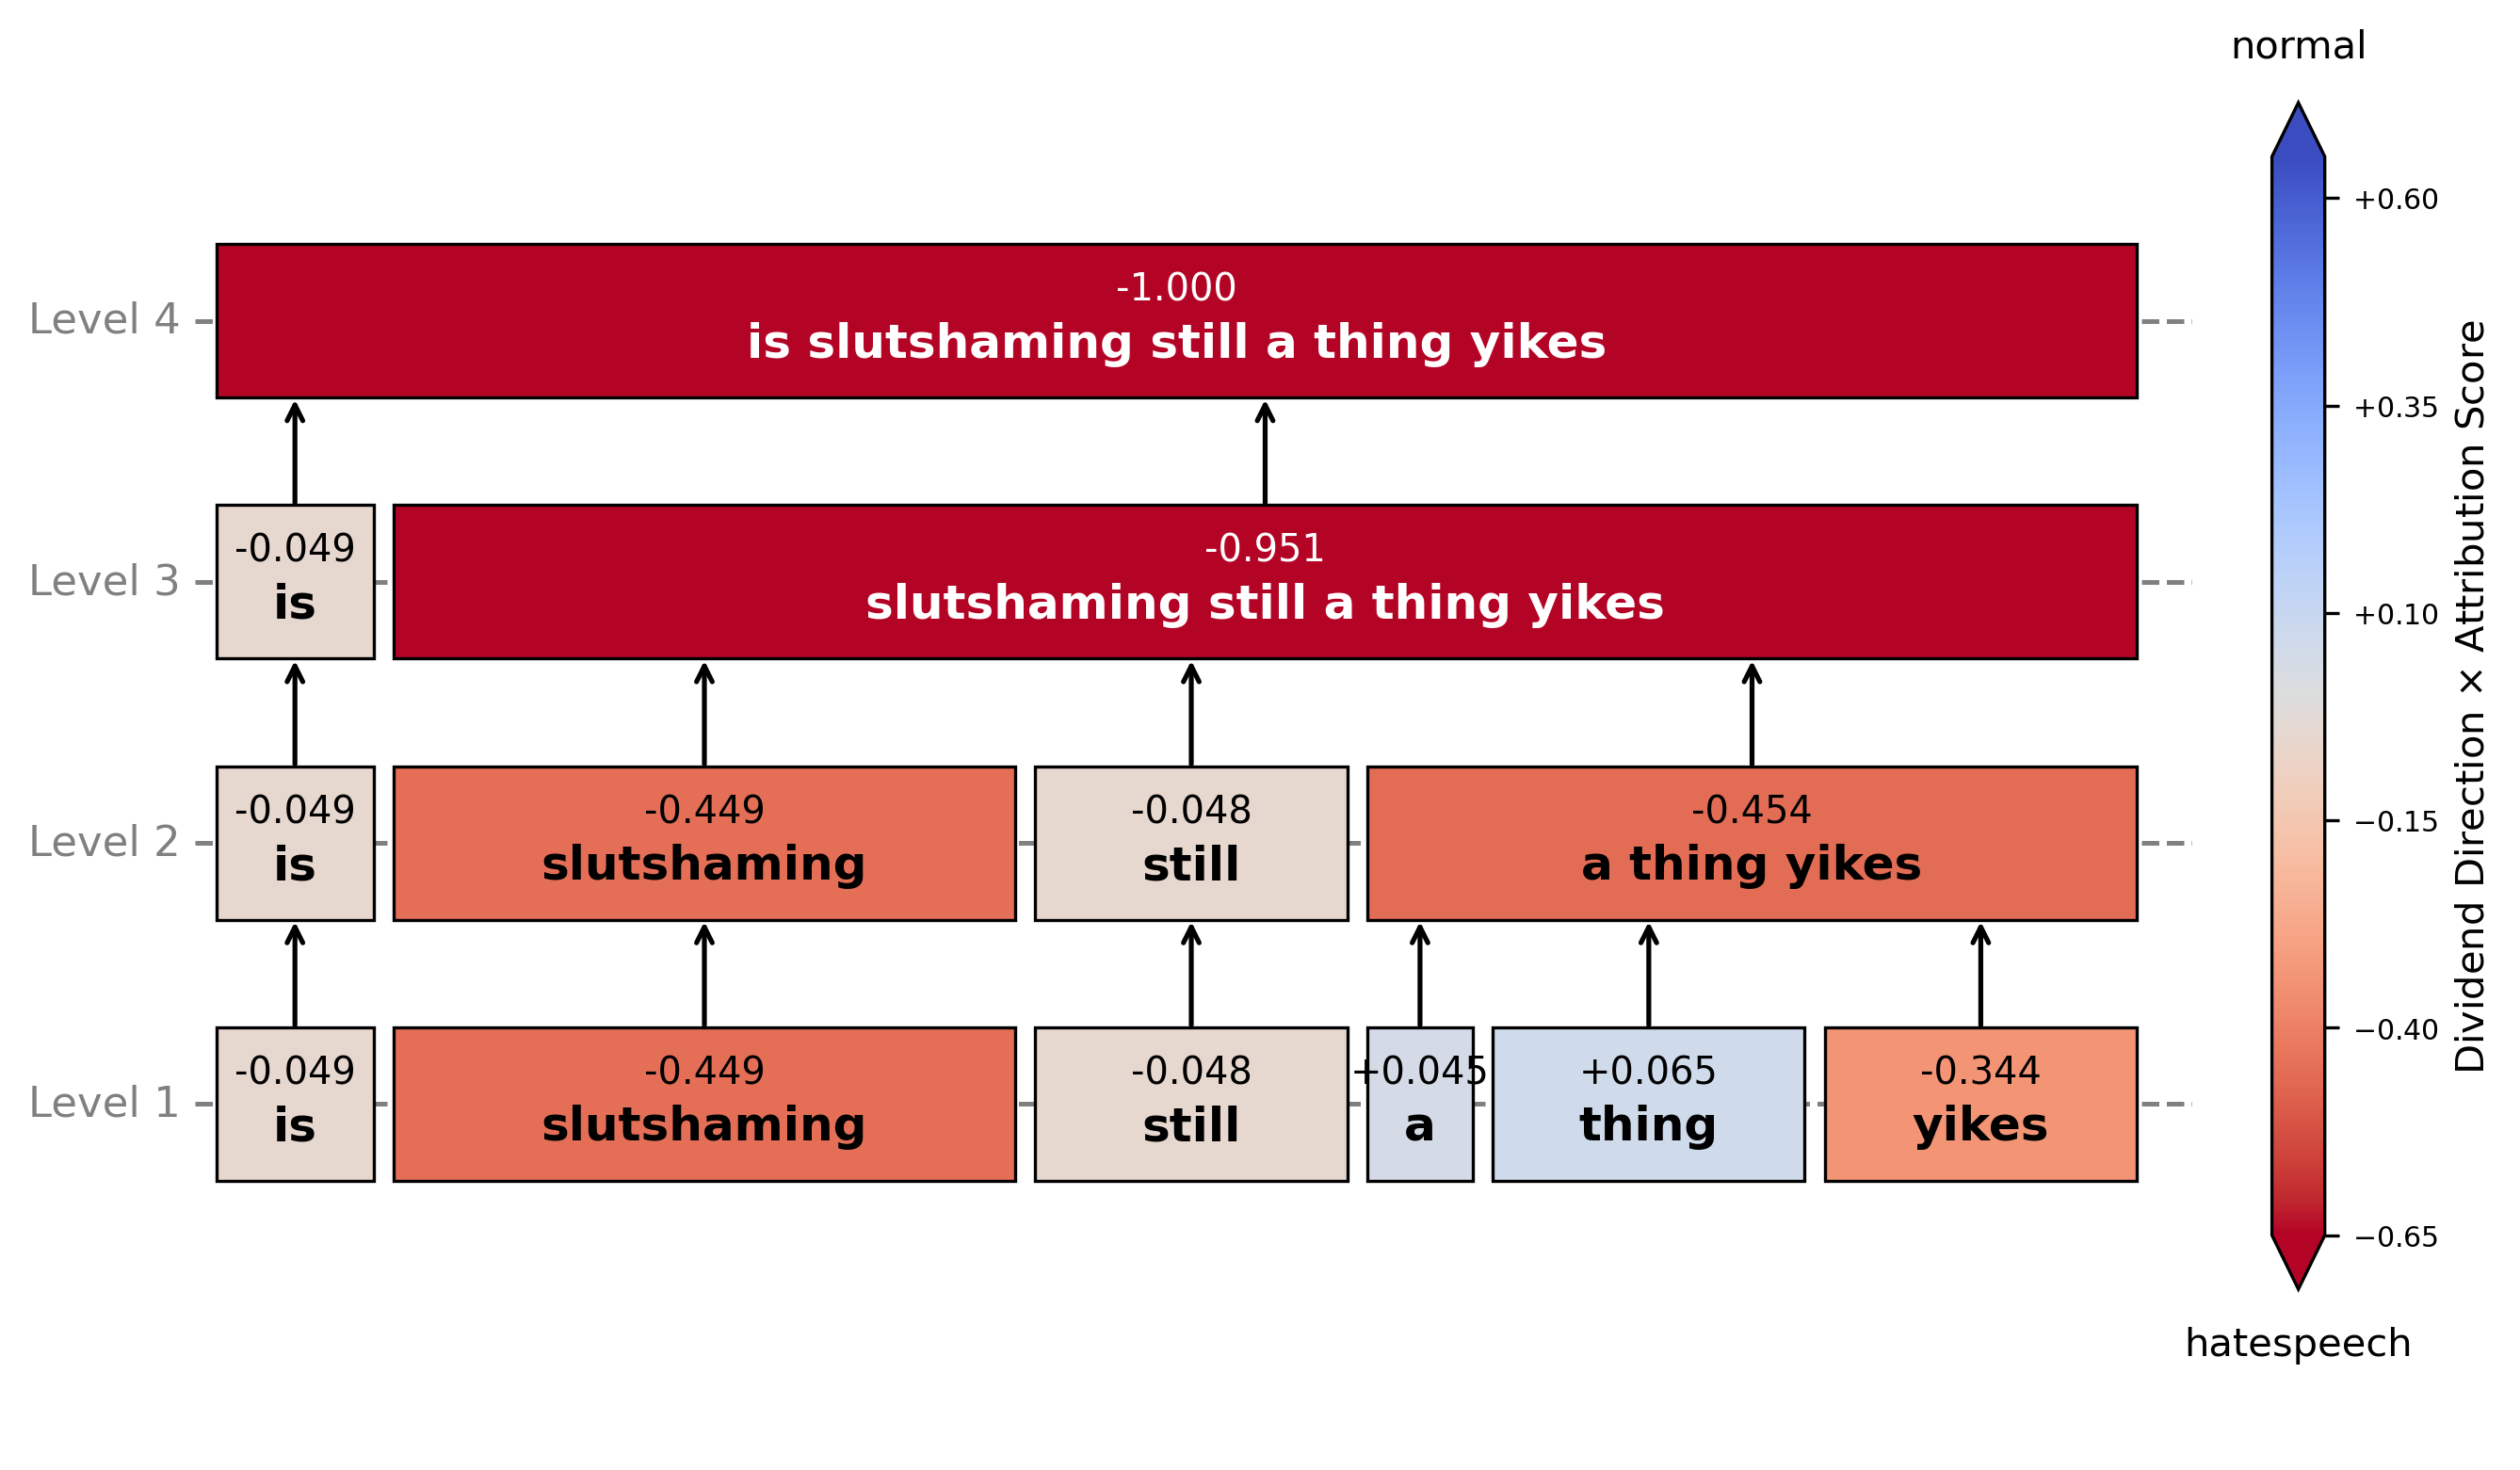 normal
Level 4
-1.000
is slutshaming still a thing yikes
Level 3
-0.049
is
-0.951
slutshaming still a thing yikes
Level 2
-0.049
is
-0.449
slutshaming
-0.048
still
-0.454
a thing yikes
Level 1
-0.049
is
-0.449
slutshaming
-0.048
still
+0.045
a
+0.065
thing
-0.344
yikes
+0.60
+0.35
+0.10
−0.15
−0.40
−0.65
Dividend Direction × Attribution Score
hatespeech